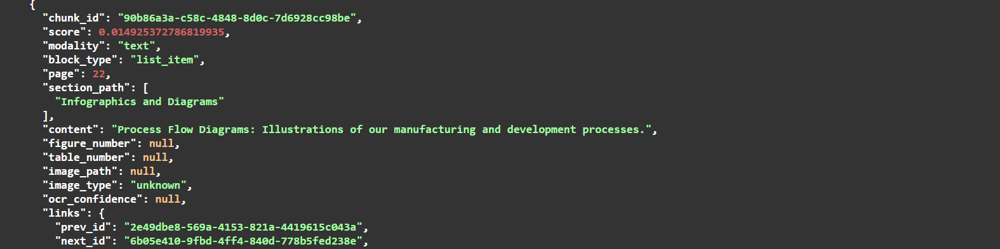 {
"chunk_id": "90b86a3a-c58c-4848-8d0c-7d6928cc98be",
"score": 0.014925372786819935,
"modality": "text",
"block_type": "list_item",
"page": 22,
"section_path": [
"Infographics and Diagrams"
],
"content": "Process Flow Diagrams: Illustrations of our manufacturing and development processes.",
"figure_number": null,
"table_number": null,
"image_path": null,
"image_type": "unknown",
"ocr_confidence": null,
"links": {
"prev_id": "2e49dbe8-569a-4153-821a-4419615c043a",
"next_id": "6b05e410-9fbd-4ff4-840d-778b5fed238e",